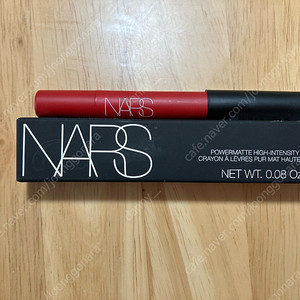 NARS
NARS
POWERMATTE HIGH-INTENSITY
CRAYON À LÈVRES PUR MAT HAUTE
NET WT. 0.08 Oz